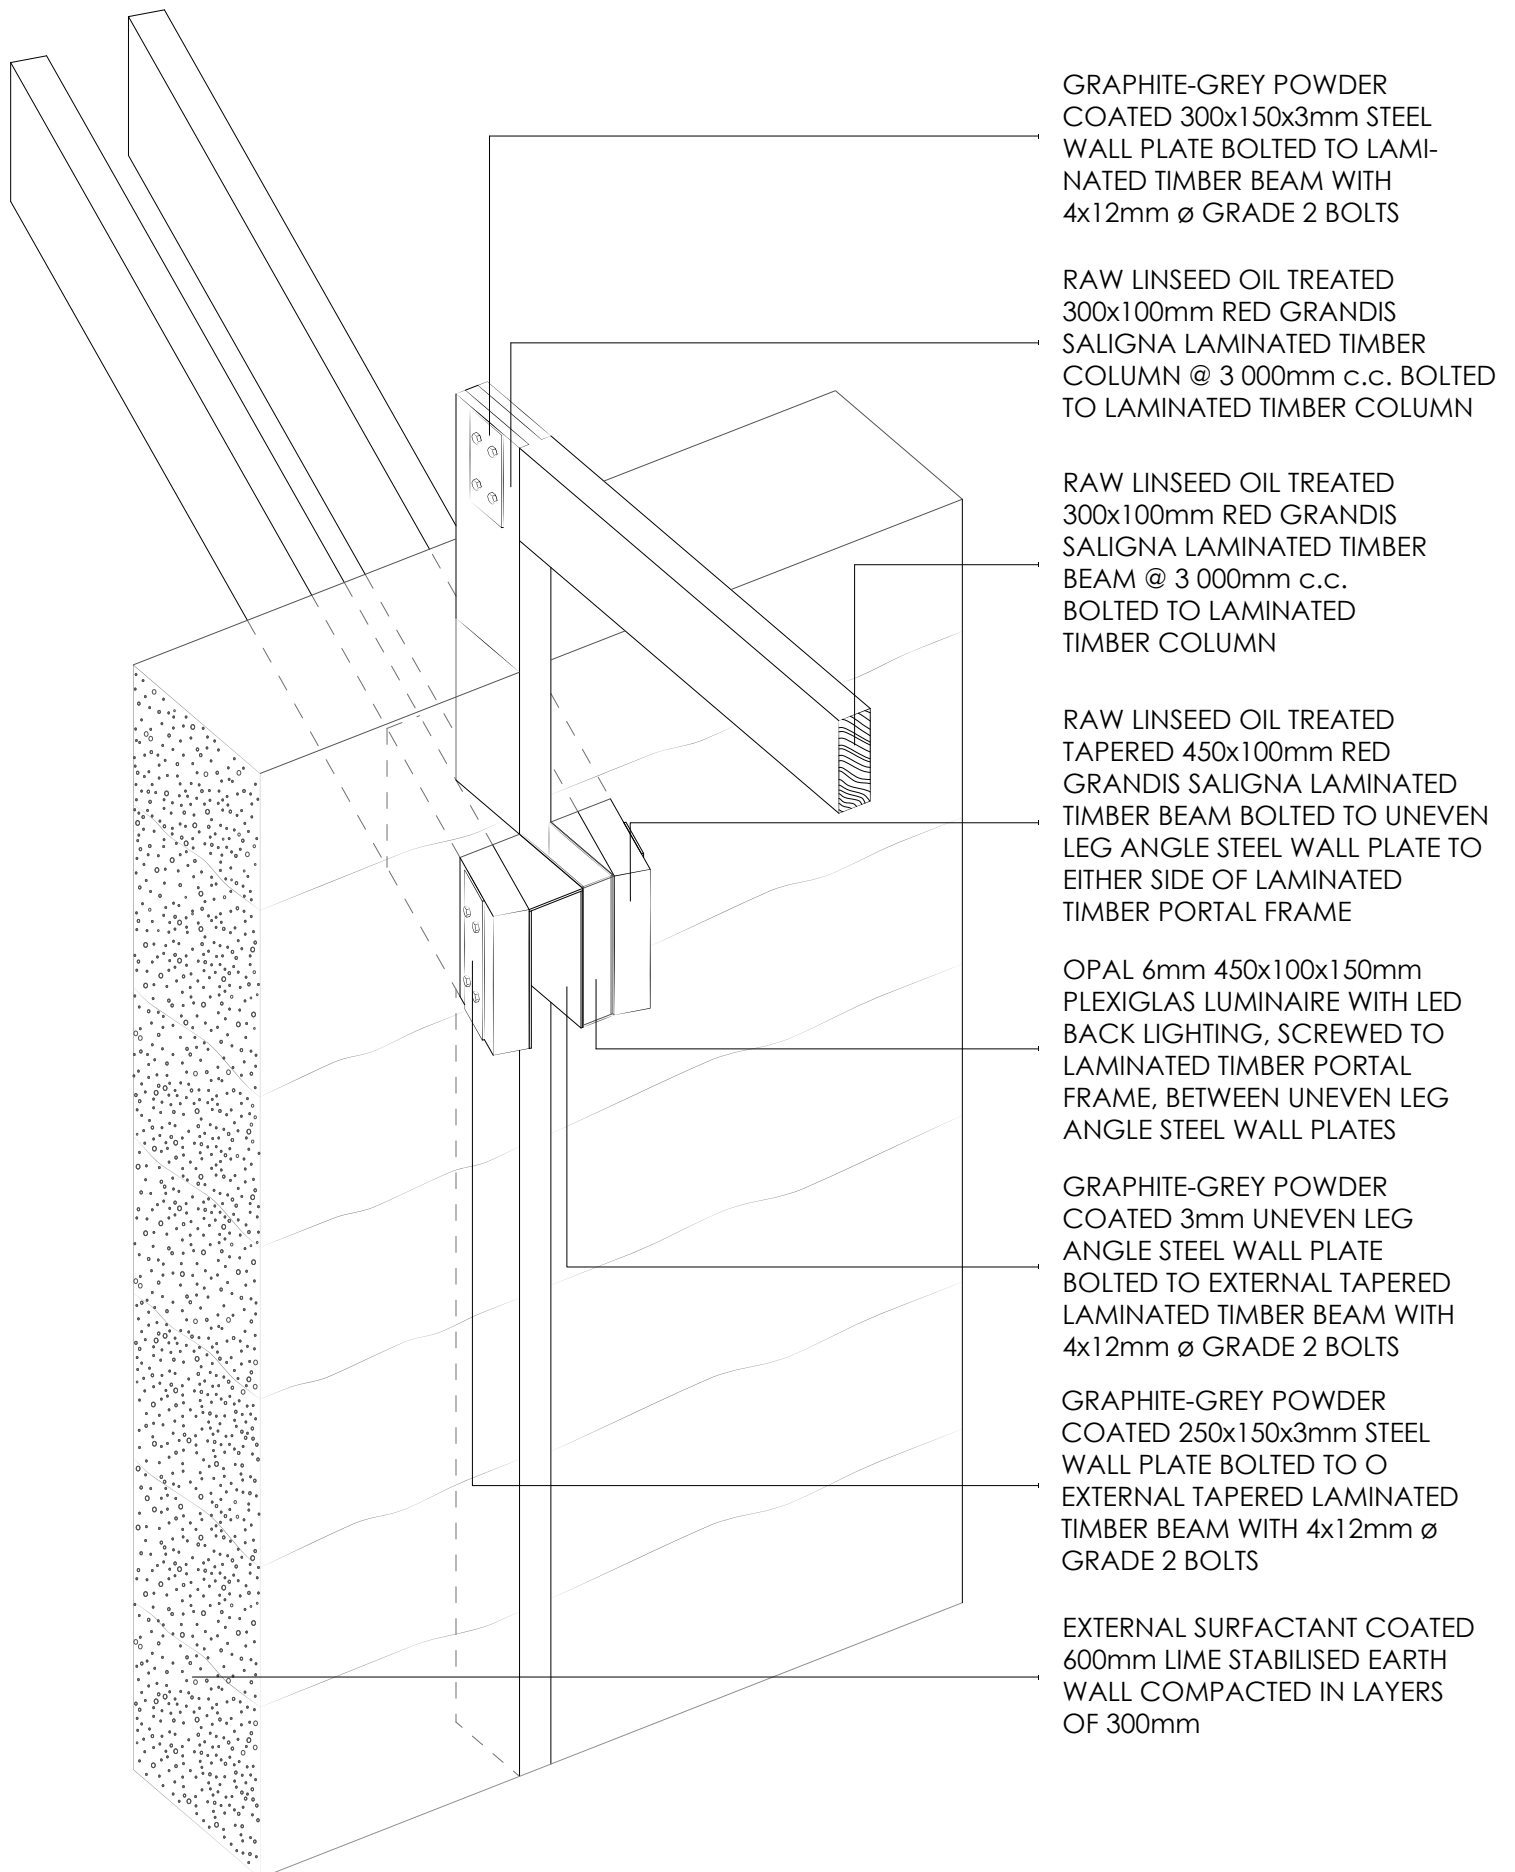 GRAPHITE-GREY POWDER
COATED 300x150x3mm STEEL
WALL PLATE BOLTED TO LAMI-
NATED TIMBER BEAM WITH
4x12mm ø GRADE 2 BOLTS
RAW LINSEED OIL TREATED
300x100mm RED GRANDIS
SALIGNA LAMINATED TIMBER
COLUMN @ 3 000mm c.c. BOLTED
TO LAMINATED TIMBER COLUMN
RAW LINSEED OIL TREATED
300x100mm RED GRANDIS
SALIGNA LAMINATED TIMBER
BEAM @ 3 000mm c.c.
BOLTED TO LAMINATED
TIMBER COLUMN
RAW LINSEED OIL TREATED
TAPERED 450x100mm RED
GRANDIS SALIGNA LAMINATED
TIMBER BEAM BOLTED TO UNEVEN
LEG ANGLE STEEL WALL PLATE TO
EITHER SIDE OF LAMINATED
TIMBER PORTAL FRAME
OPAL 6mm 450x100x150mm
PLEXIGLAS LUMINAIRE WITH LED
BACK LIGHTING, SCREWED TO
LAMINATED TIMBER PORTAL
FRAME, BETWEEN UNEVEN LEG
ANGLE STEEL WALL PLATES
GRAPHITE-GREY POWDER
COATED 3mm UNEVEN LEG
ANGLE STEEL WALL PLATE
BOLTED TO EXTERNAL TAPERED
LAMINATED TIMBER BEAM WITH
4x12mm ø GRADE 2 BOLTS
GRAPHITE-GREY POWDER
COATED 250x150x3mm STEEL
WALL PLATE BOLTED TO O
EXTERNAL TAPERED LAMINATED
TIMBER BEAM WITH 4x12mm ø
GRADE 2 BOLTS
EXTERNAL SURFACTANT COATED
600mm LIME STABILISED EARTH
WALL COMPACTED IN LAYERS
OF 300mm